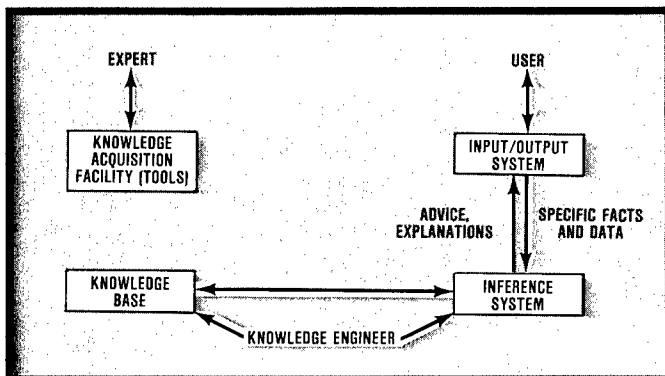 EXPERT
USER
KNOWLEDGE
ACQUISITION
FACILITY (TOOLS)
INPUT/OUTPUT
SYSTEM
ADVICE,
EXPLANATIONS
SPECIFIC FACTS
AND DATA
KNOWLEDGE
BASE
INFERENCE
SYSTEM
KNOWLEDGE ENGINEER